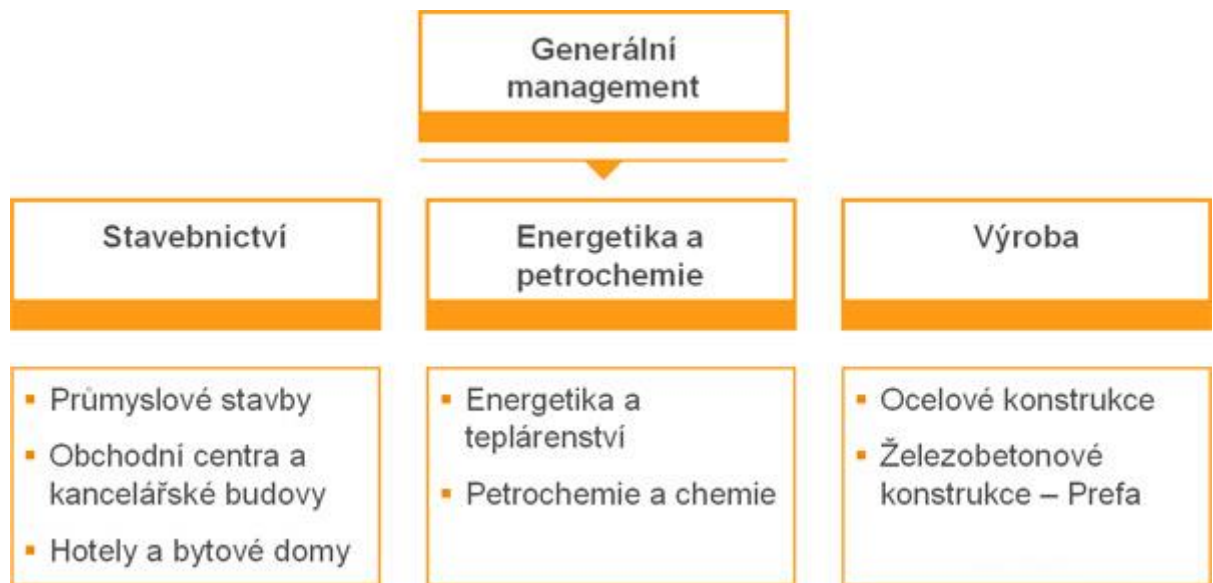 Generální
management
Stavebnictví
Energetika a
petrochemie
Výroba
▪ Průmyslové stavby
▪ Obchodní centra a
kancelářské budovy
▪ Hotely a bytové domy
▪ Energetika a
teplárenství
▪ Petrochemie a chemie
▪ Ocelové konstrukce
▪ Železobetonové
konstrukce – Prefa